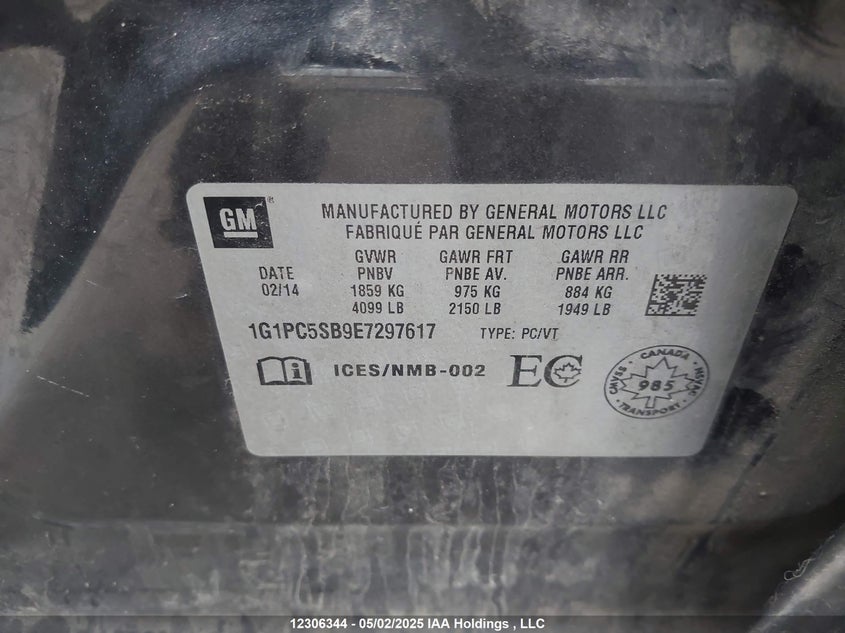 GM ®
MANUFACTURED BY GENERAL MOTORS LLC
FABRIQUÉ PAR GENERAL MOTORS LLC
GVWR GAWR FRT GAWR RR
DATE PNBV PNBE AV. PNBE ARR.
02/14 1859 KG 975 KG 884 KG
4099 LB 2150 LB 1949 LB
1G1PC5SB9E7297617 TYPE: PC/VT
i ICES/NMB-002 EC
CANADA
CMVSS 985 NSVAC
TRANSPORT
12306344 - 05/02/2025 IAA Holdings , LLC